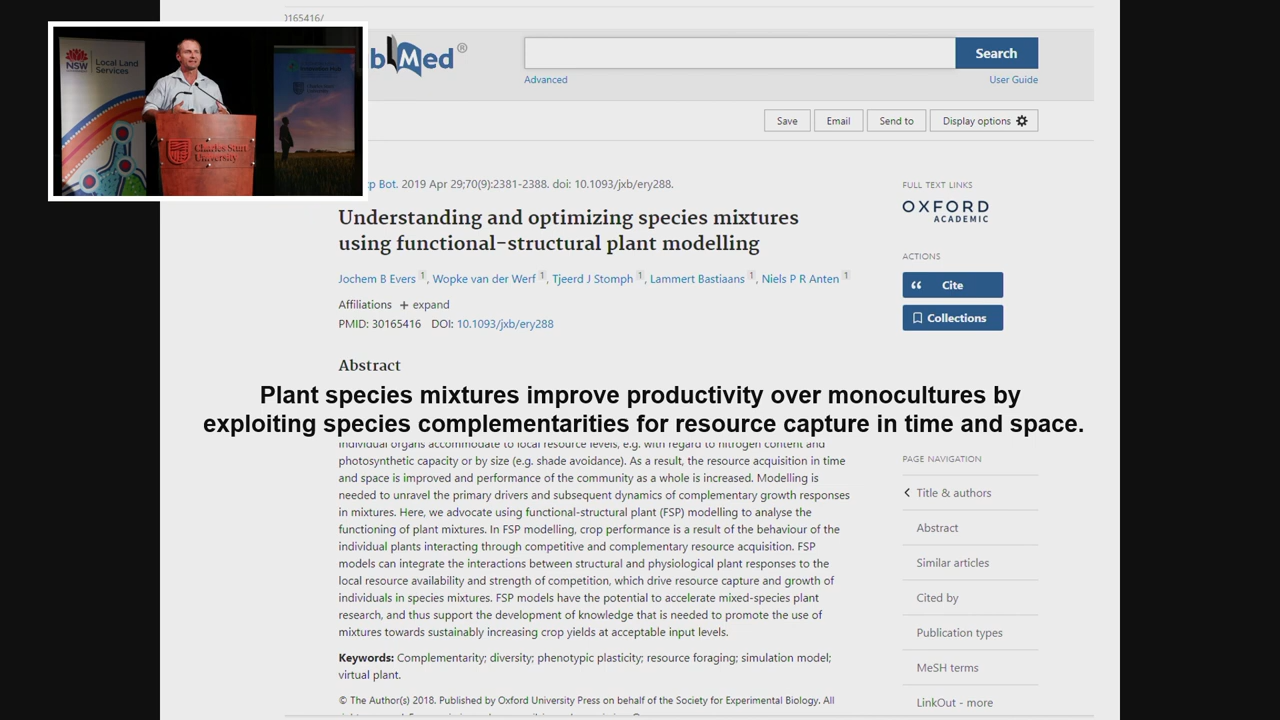 30165416/
NSW
Local Land
Services
Charles Sturt
University
bMed®
Search
Advanced
User Guide
Save
Email
Send to
Display options
xp Bot. 2019 Apr 29;70(9):2381-2388. doi: 10.1093/jxb/ery288.
Understanding and optimizing species mixtures
using functional-structural plant modelling
Jochem B Evers 1, Wopke van der Werf 1, Tjeerd J Stomph 1, Lammert Bastiaans 1, Niels P R Anten 1
Affiliations + expand
PMID: 30165416 DOI: 10.1093/jxb/ery288
Abstract
Plant species mixtures improve productivity over monocultures by
exploiting species complementarities for resource capture in time and space.
individual organs accommodate to local resource levels, e.g. with regard to nitrogen content and
photosynthetic capacity or by size (e.g. shade avoidance). As a result, the resource acquisition in time
and space is improved and performance of the community as a whole is increased. Modelling is
needed to unravel the primary drivers and subsequent dynamics of complementary growth responses
in mixtures. Here, we advocate using functional-structural plant (FSP) modelling to analyse the
functioning of plant mixtures. In FSP modelling, crop performance is a result of the behaviour of the
individual plants interacting through competitive and complementary resource acquisition. FSP
models can integrate the interactions between structural and physiological plant responses to the
local resource availability and strength of competition, which drive resource capture and growth of
individuals in species mixtures. FSP models have the potential to accelerate mixed-species plant
research, and thus support the development of knowledge that is needed to promote the use of
mixtures towards sustainably increasing crop yields at acceptable input levels.
Keywords: Complementarity; diversity; phenotypic plasticity; resource foraging; simulation model;
virtual plant.
© The Author(s) 2018. Published by Oxford University Press on behalf of the Society for Experimental Biology. All
FULL TEXT LINKS
OXFORD
ACADEMIC
ACTIONS
Cite
Collections
PAGE NAVIGATION
Title & authors
Abstract
Similar articles
Cited by
Publication types
MeSH terms
LinkOut - more